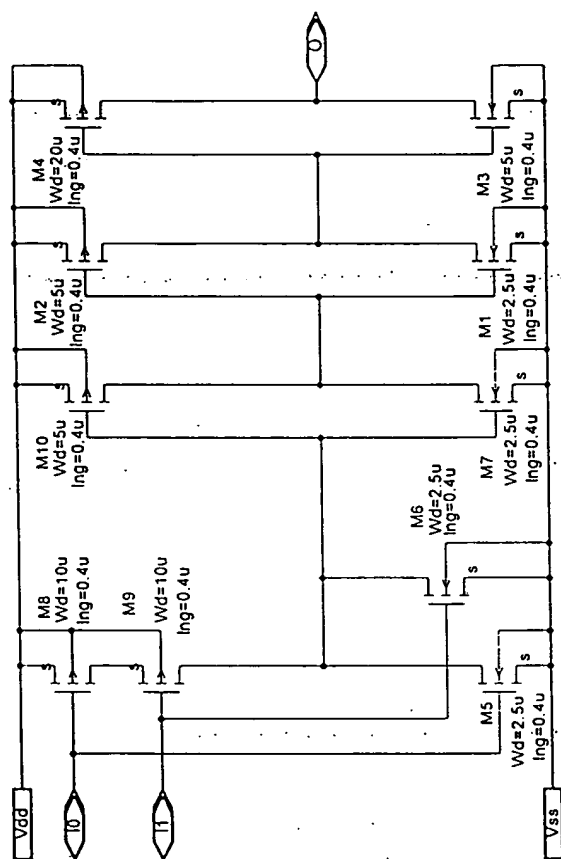 M4
Wd=20u
lng=0.4u
s
O
M3
Wd=5u
lng=0.4u
s
M2
Wd=5u
lng=0.4u
s
M1
Wd=2.5u
lng=0.4u
s
M10
Wd=5u
lng=0.4u
s
M7
Wd=2.5u
lng=0.4u
s
M6
Wd=2.5u
lng=0.4u
s
M8
Wd=10u
lng=0.4u
s
M9
Wd=10u
lng=0.4u
s
M5
Wd=2.5u
lng=0.4u
s
Vdd
I0
I1
Vss